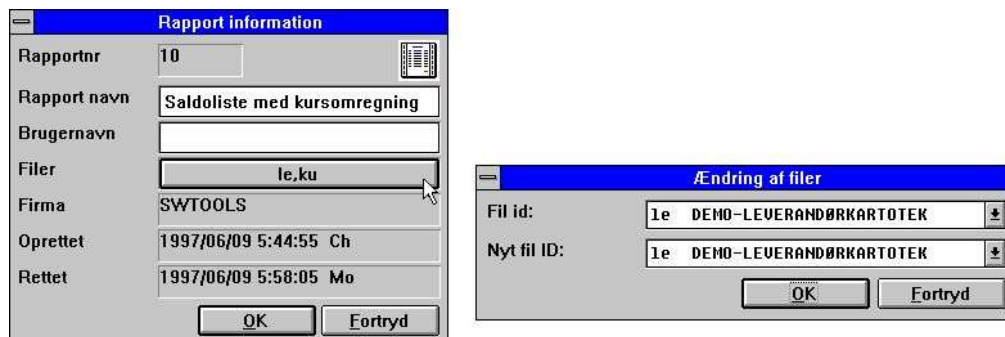 Rapport information
Rapportnr 10
Rapport navn Saldoliste med kursomregning
Brugernavn
Filer le,ku
Firma SWTOOLS
Oprettet 1997/06/09 5:44:55 Ch
Rettet 1997/06/09 5:58:05 Mo
OK Fortryd
Ændring af filer
Fil id: le DEMO-LEVERANDØRKARTOTEK
Nyt fil ID: le DEMO-LEVERANDØRKARTOTEK
OK Fortryd